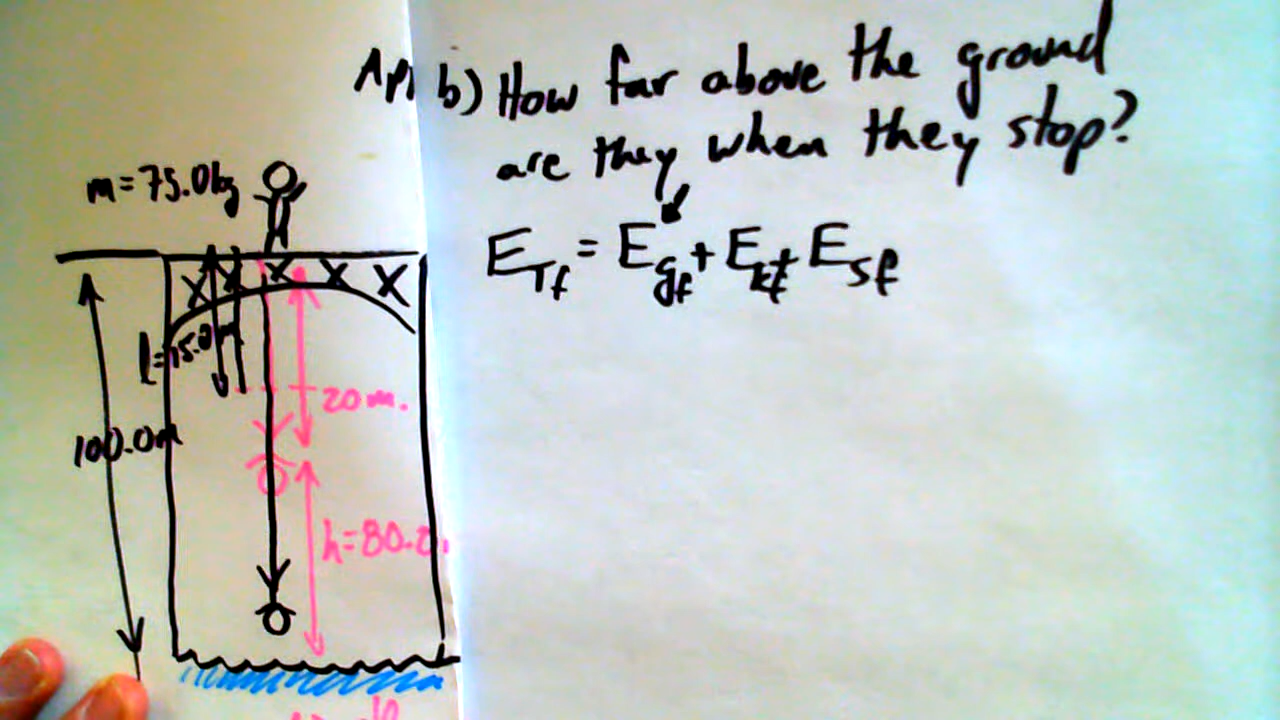 b) How far above the ground
are they when they stop?
m=75.0kg
E_Tf = E_gf + E_kf + E_sf
X X X X X
l=15.0m
20m.
100.0m
h=80.0